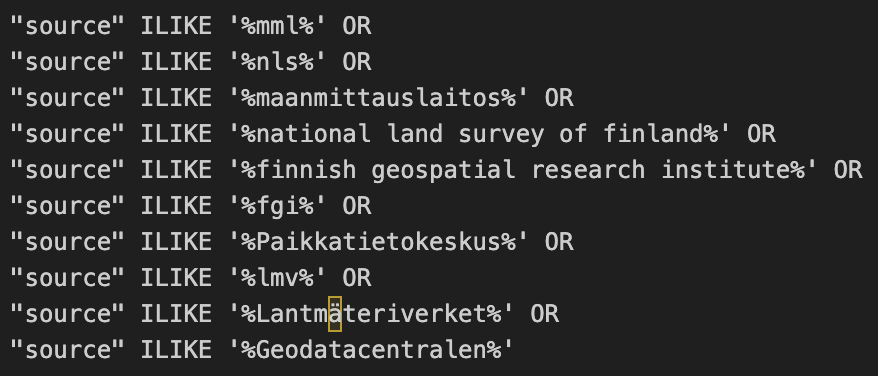 "source" ILIKE '%mml%' OR
"source" ILIKE '%nls%' OR
"source" ILIKE '%maanmittauslaitos%' OR
"source" ILIKE '%national land survey of finland%' OR
"source" ILIKE '%finnish geospatial research institute%' OR
"source" ILIKE '%fgi%' OR
"source" ILIKE '%Paikkatietokeskus%' OR
"source" ILIKE '%lmv%' OR
"source" ILIKE '%Lantmäteriverket%' OR
"source" ILIKE '%Geodatacentralen%'